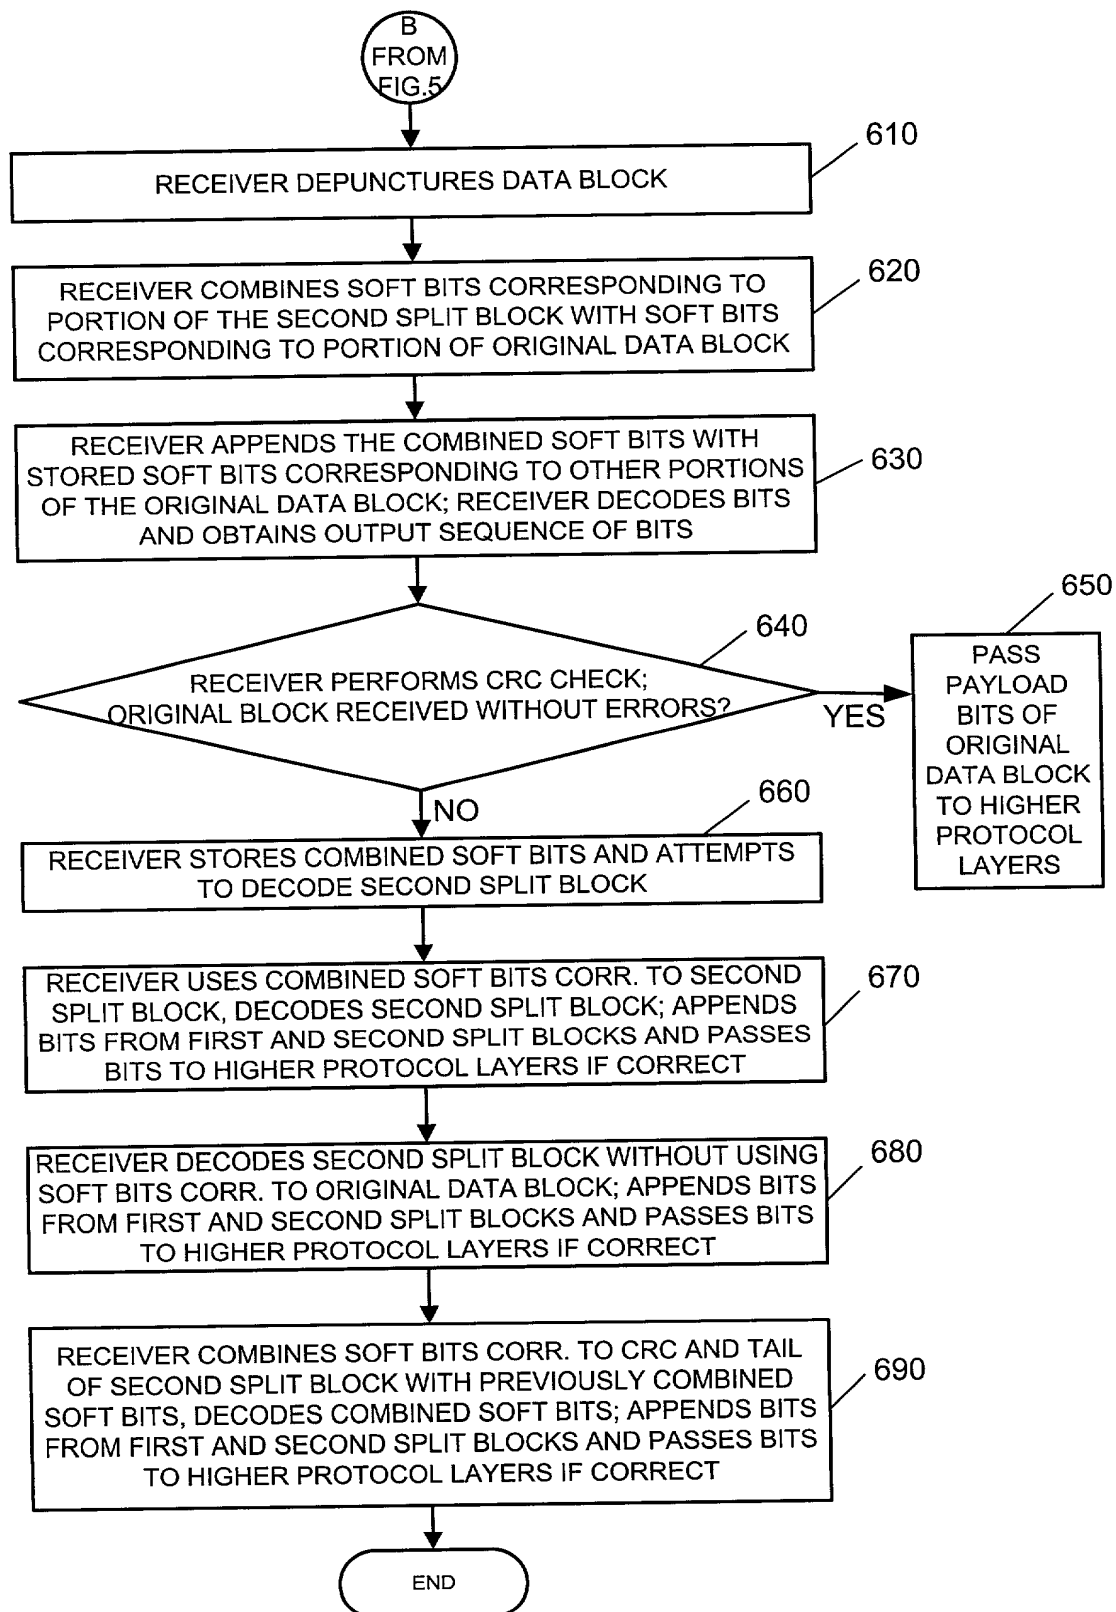 B
FROM
FIG.5
610
RECEIVER DEPUNCTURES DATA BLOCK
620
RECEIVER COMBINES SOFT BITS CORRESPONDING TO
PORTION OF THE SECOND SPLIT BLOCK WITH SOFT BITS
CORRESPONDING TO PORTION OF ORIGINAL DATA BLOCK
630
RECEIVER APPENDS THE COMBINED SOFT BITS WITH
STORED SOFT BITS CORRESPONDING TO OTHER PORTIONS
OF THE ORIGINAL DATA BLOCK; RECEIVER DECODES BITS
AND OBTAINS OUTPUT SEQUENCE OF BITS
640
RECEIVER PERFORMS CRC CHECK;
ORIGINAL BLOCK RECEIVED WITHOUT ERRORS?
YES
650
PASS
PAYLOAD
BITS OF
ORIGINAL
DATA BLOCK
TO HIGHER
PROTOCOL
LAYERS
NO
660
RECEIVER STORES COMBINED SOFT BITS AND ATTEMPTS
TO DECODE SECOND SPLIT BLOCK
670
RECEIVER USES COMBINED SOFT BITS CORR. TO SECOND
SPLIT BLOCK, DECODES SECOND SPLIT BLOCK; APPENDS
BITS FROM FIRST AND SECOND SPLIT BLOCKS AND PASSES
BITS TO HIGHER PROTOCOL LAYERS IF CORRECT
680
RECEIVER DECODES SECOND SPLIT BLOCK WITHOUT USING
SOFT BITS CORR. TO ORIGINAL DATA BLOCK; APPENDS BITS
FROM FIRST AND SECOND SPLIT BLOCKS AND PASSES BITS
TO HIGHER PROTOCOL LAYERS IF CORRECT
690
RECEIVER COMBINES SOFT BITS CORR. TO CRC AND TAIL
OF SECOND SPLIT BLOCK WITH PREVIOUSLY COMBINED
SOFT BITS, DECODES COMBINED SOFT BITS; APPENDS BITS
FROM FIRST AND SECOND SPLIT BLOCKS AND PASSES BITS
TO HIGHER PROTOCOL LAYERS IF CORRECT
END